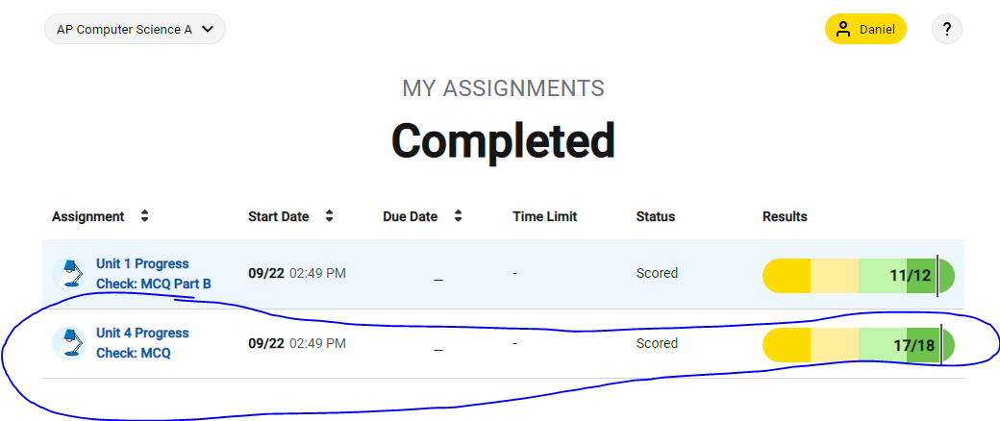 AP Computer Science A
Daniel
?
MY ASSIGNMENTS
Completed
Assignment Start Date Due Date Time Limit Status Results
Unit 1 Progress
Check: MCQ Part B
09/22 02:49 PM _ - Scored 11/12
Unit 4 Progress
Check: MCQ
09/22 02:49 PM _ - Scored 17/18